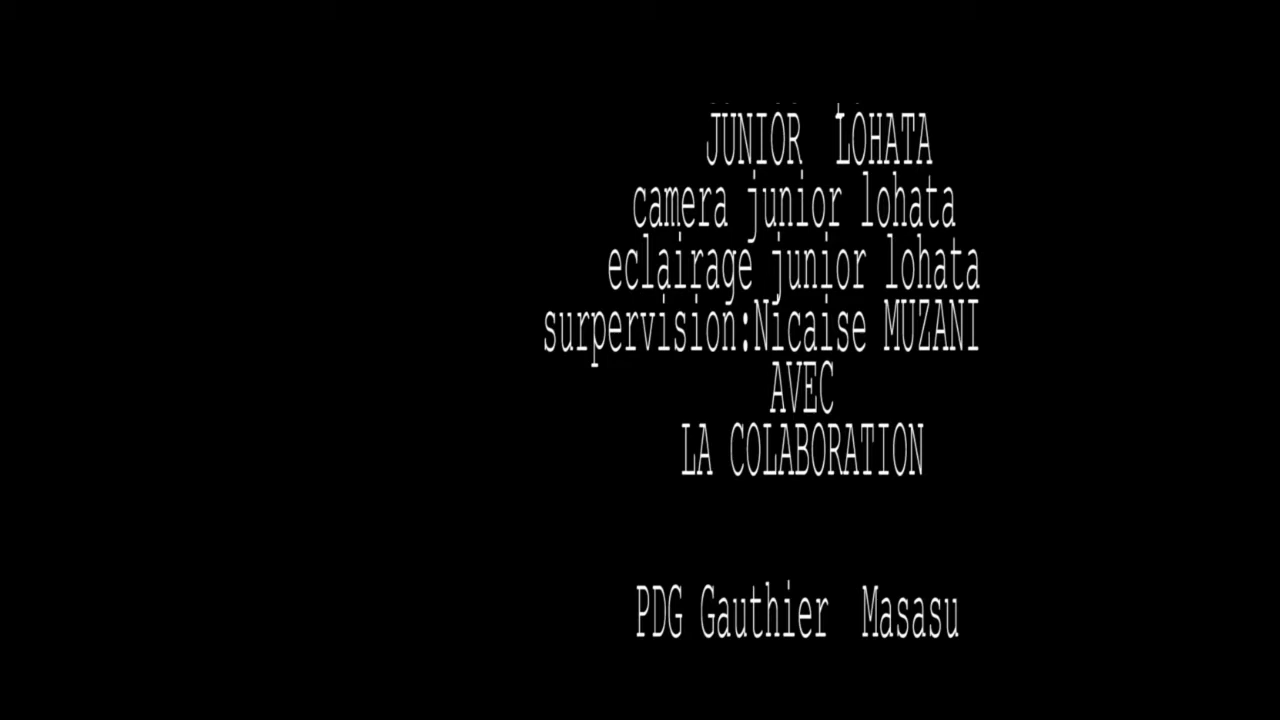 JUNIOR LOHATA
camera junior lohata
eclairage junior lohata
surpervision:Nicaise MUZANI
AVEC
LA COLABORATION
PDG Gauthier Masasu